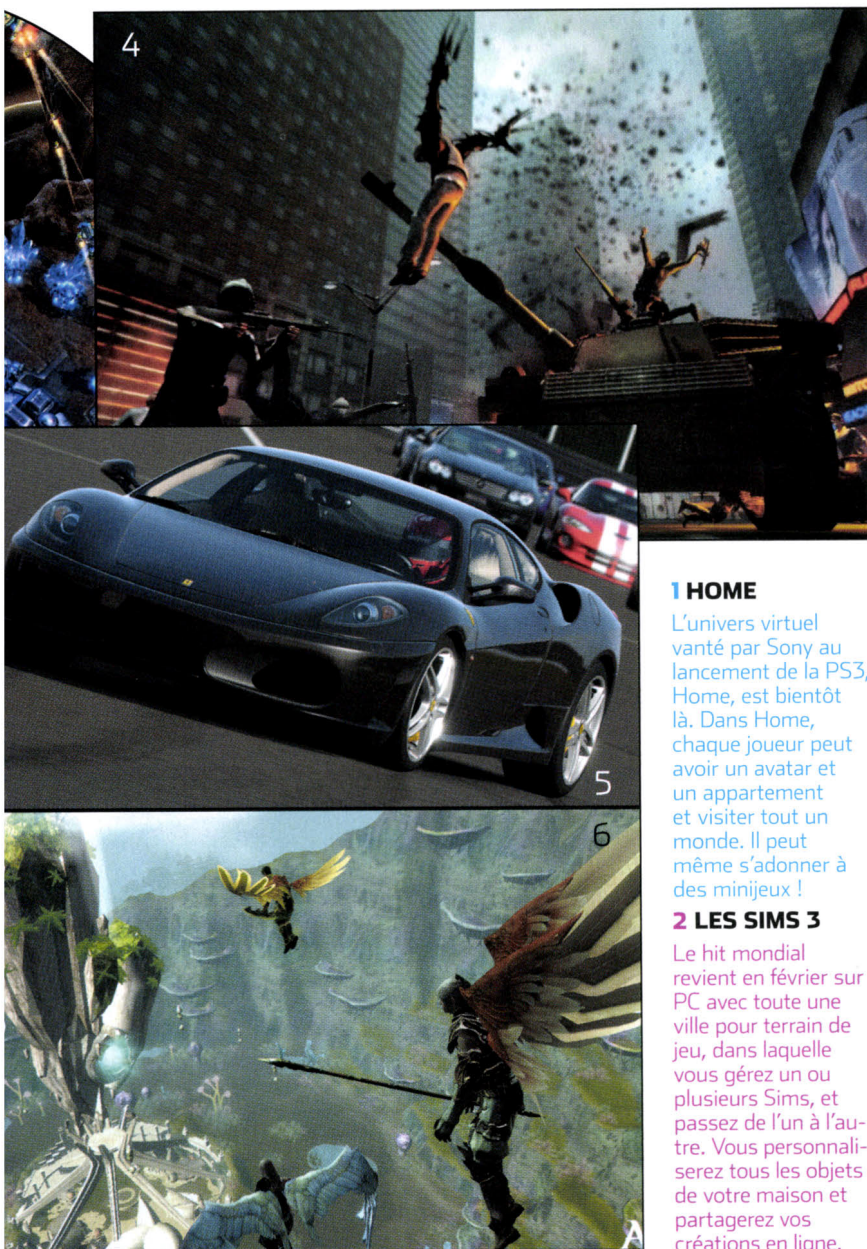 4
5
6
1 HOME
L'univers virtuel
vanté par Sony au
lancement de la PS3,
Home, est bientôt
là. Dans Home,
chaque joueur peut
avoir un avatar et
un appartement
et visiter tout un
monde. Il peut
même s'adonner à
des minijeux !
2 LES SIMS 3
Le hit mondial
revient en février sur
PC avec toute une
ville pour terrain de
jeu, dans laquelle
vous gérez un ou
plusieurs Sims, et
passez de l'un à l'au-
tre. Vous personnali-
serez tous les objets
de votre maison et
partagerez vos
créations en ligne.
A